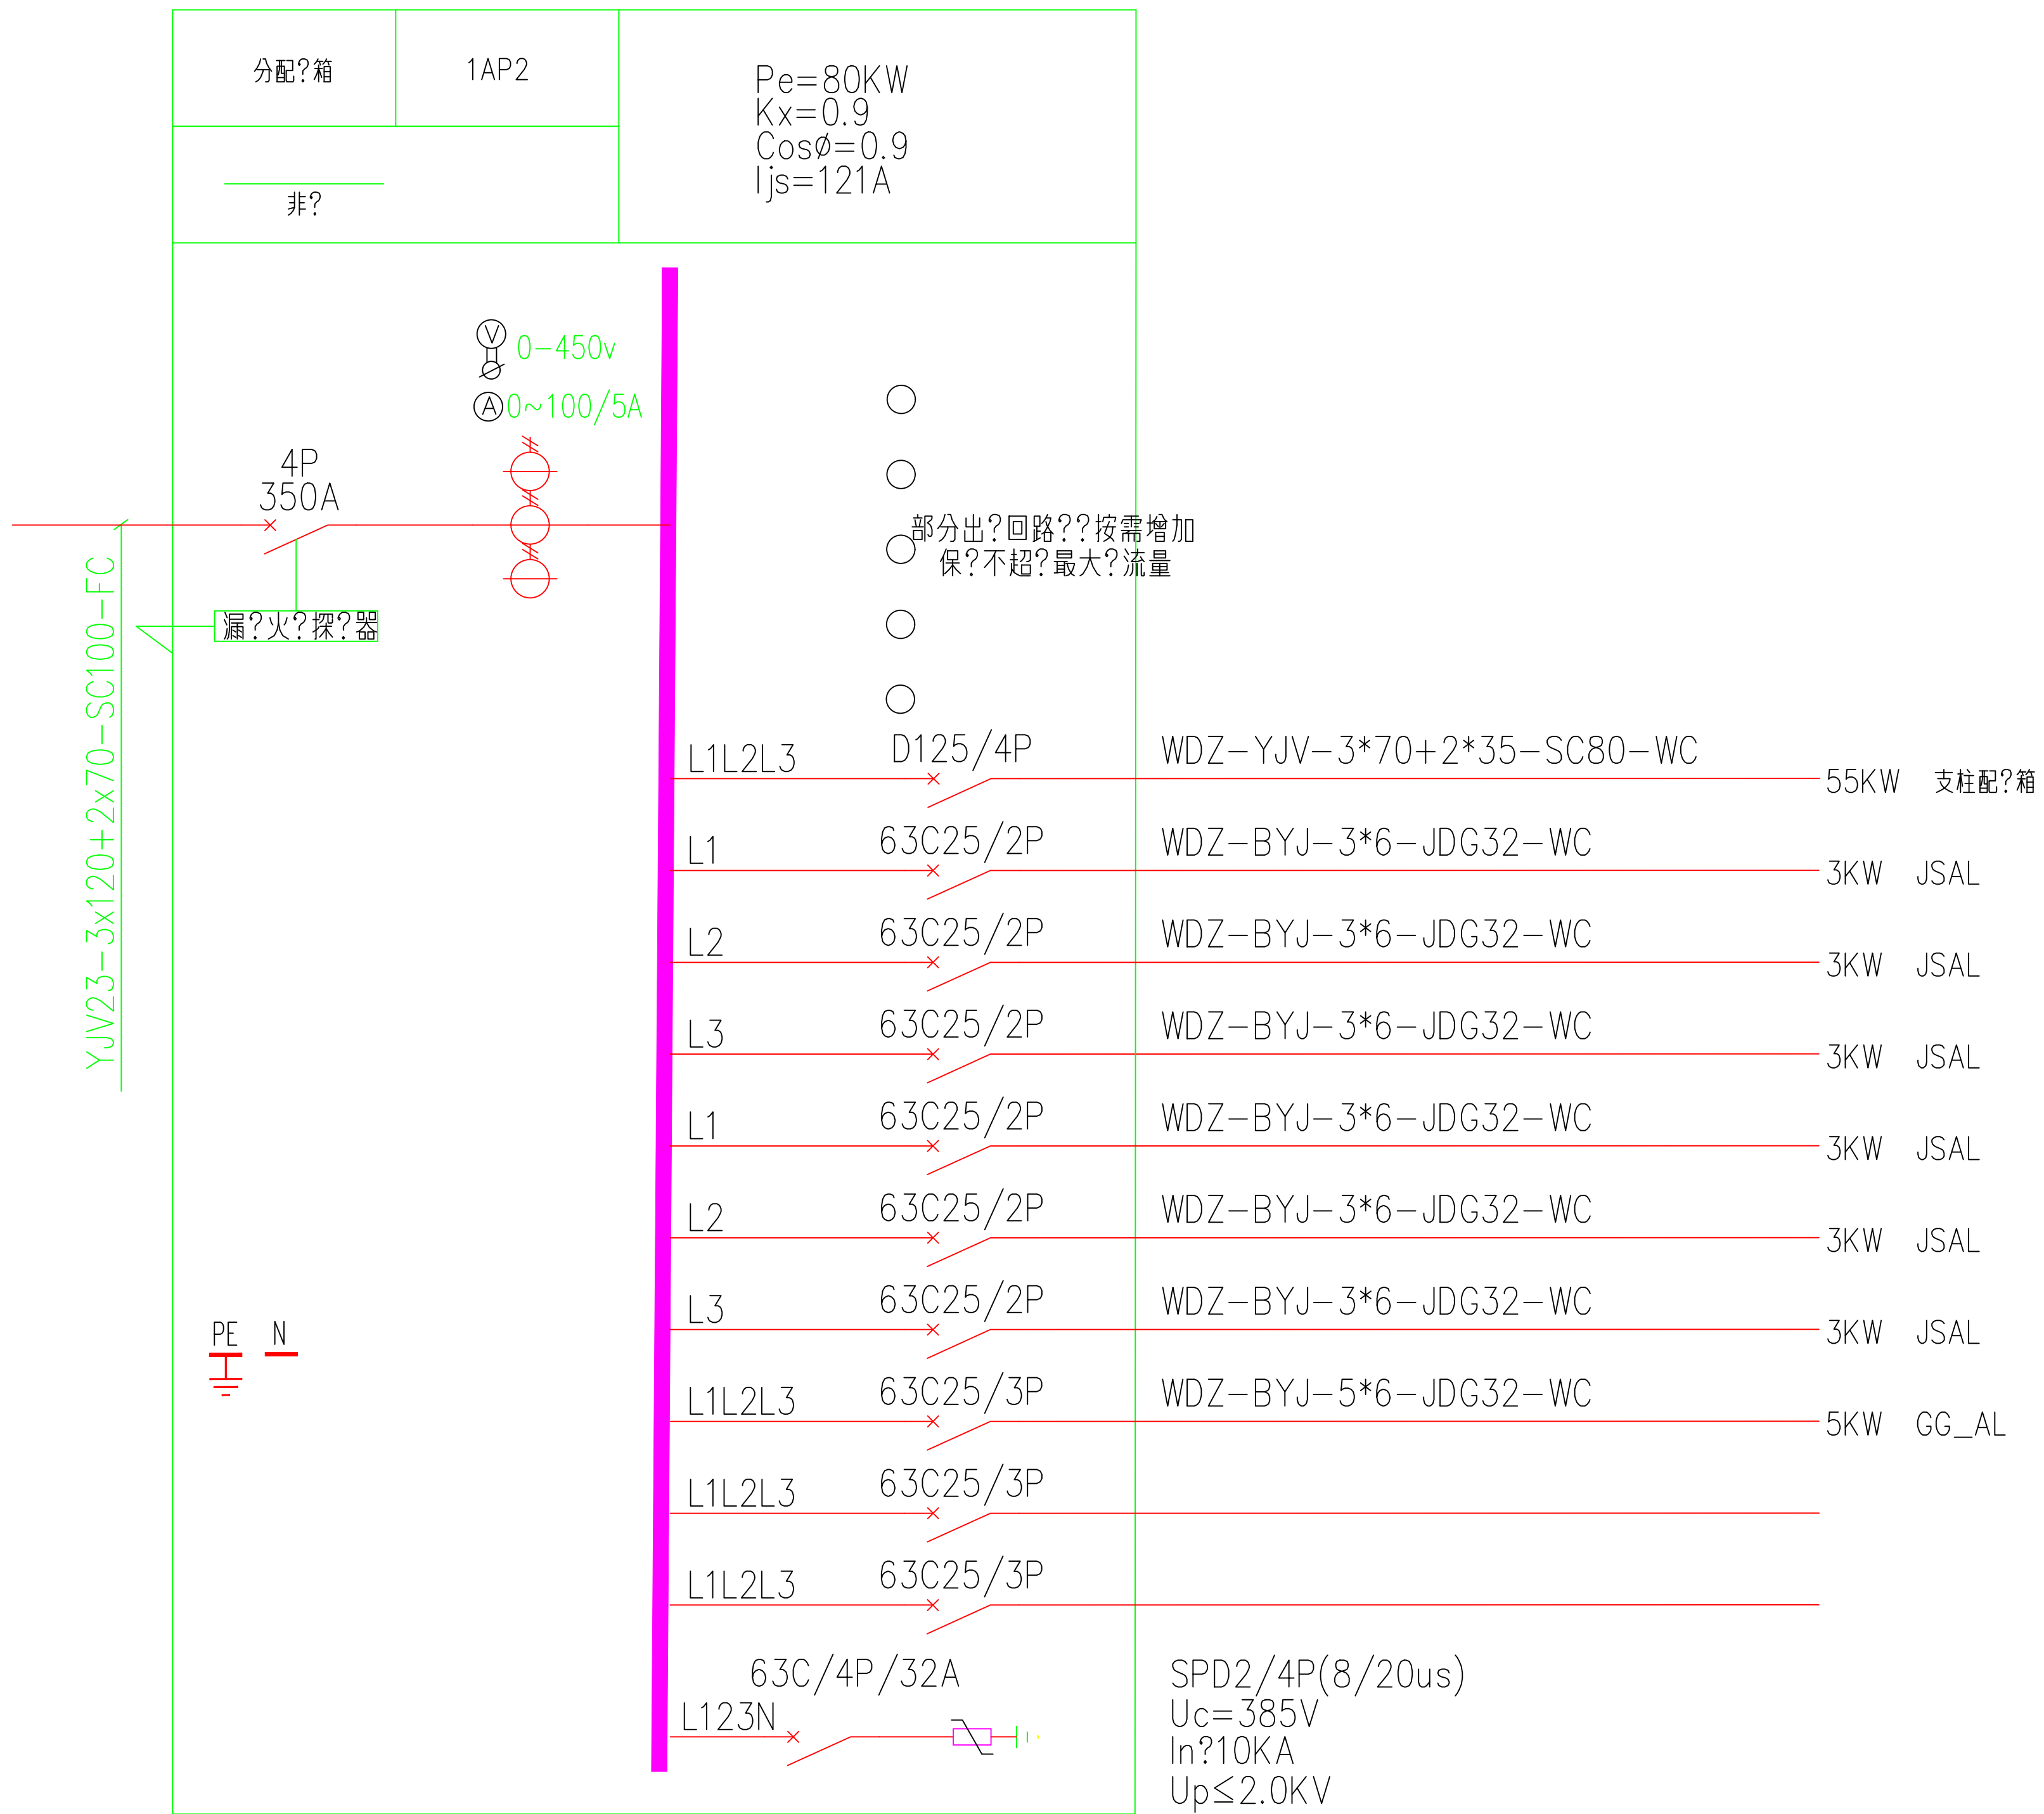 分配?箱
1AP2
Pe=80KW
Kx=0.9
Cosø=0.9
Ijs=121A
非?
V
0-450v
A
0~100/5A
4P
350A
部分出?回路??按需增加
保?不超?最大?流量
漏?火?探?器
YJV23-3x120+2x70-SC100-FC
L1L2L3
D125/4P
WDZ-YJV-3*70+2*35-SC80-WC
55KW 支柱配?箱
L1
63C25/2P
WDZ-BYJ-3*6-JDG32-WC
3KW JSAL
L2
63C25/2P
WDZ-BYJ-3*6-JDG32-WC
3KW JSAL
L3
63C25/2P
WDZ-BYJ-3*6-JDG32-WC
3KW JSAL
L1
63C25/2P
WDZ-BYJ-3*6-JDG32-WC
3KW JSAL
L2
63C25/2P
WDZ-BYJ-3*6-JDG32-WC
3KW JSAL
L3
63C25/2P
WDZ-BYJ-3*6-JDG32-WC
3KW JSAL
PE N
L1L2L3
63C25/3P
WDZ-BYJ-5*6-JDG32-WC
5KW GG_AL
L1L2L3
63C25/3P
L1L2L3
63C25/3P
63C/4P/32A
L123N
SPD2/4P(8/20us)
Uc=385V
In?10KA
Up≤2.0KV